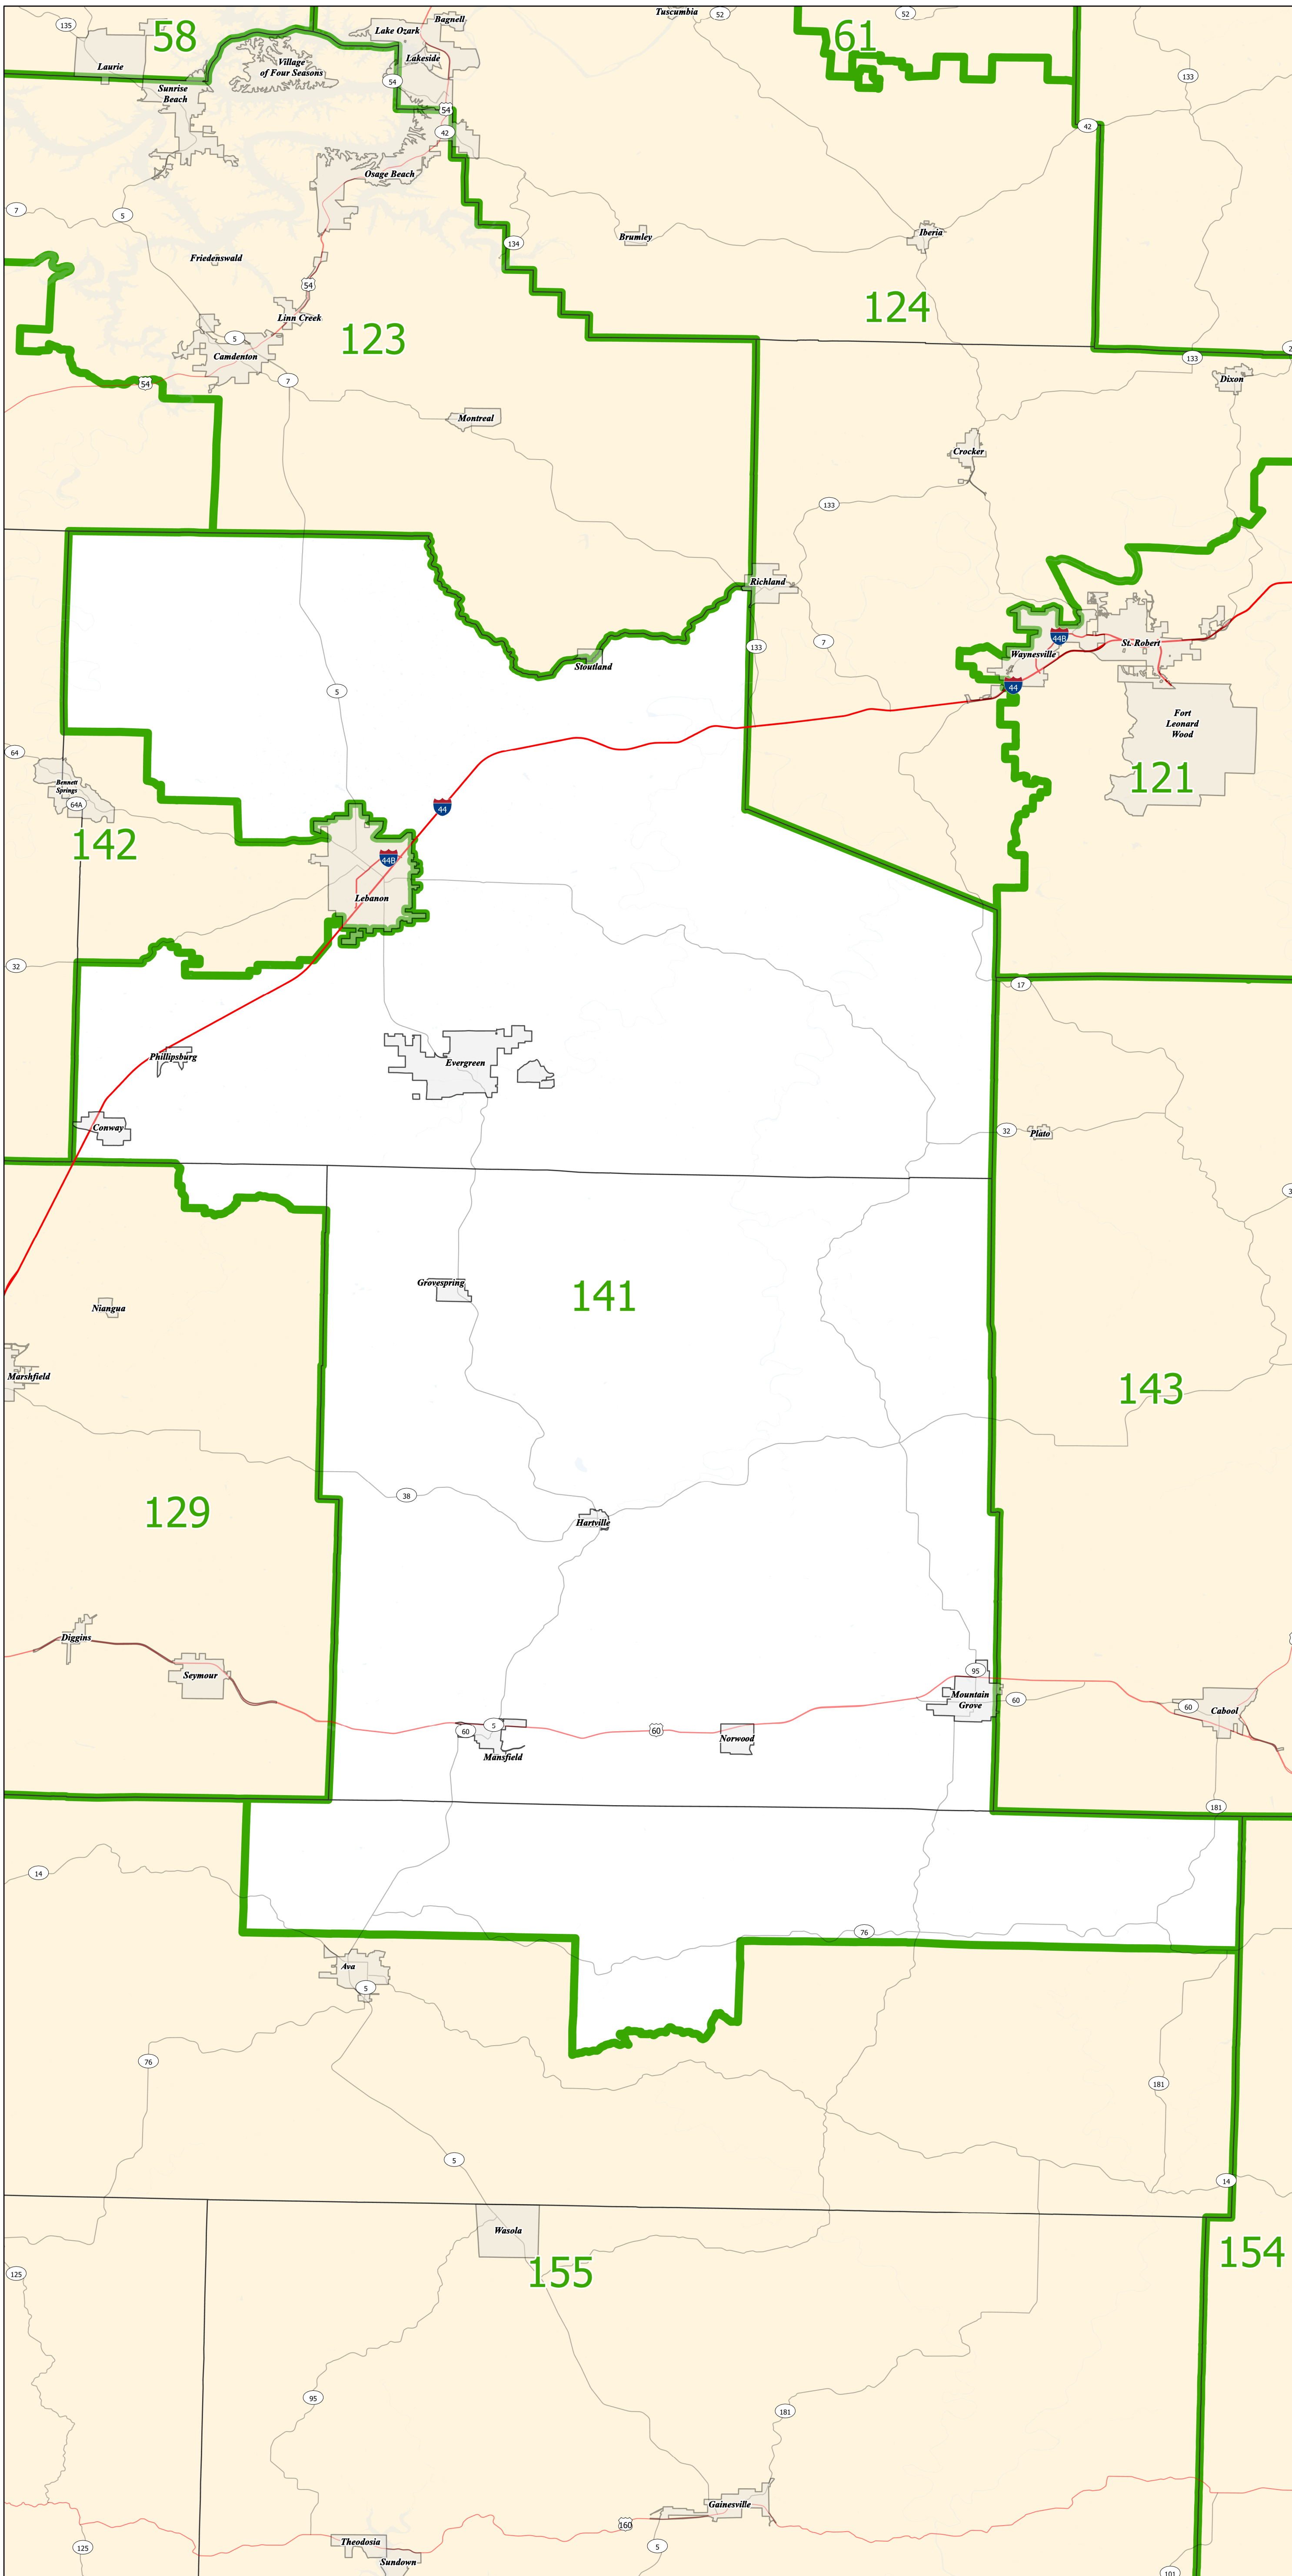 58
135
Laurie
Sunrise
Beach
Village
of Four Seasons
Lake Ozark
Bagnell
Lakeside
54
54
42
Osage Beach
Tuscumbia
52
52
61
133
42
7
5
134
Brumley
Iberia
Friedenswald
54
Linn Creek
5
Camdenton
123
124
54
7
Montreal
133
Dixon
Crocker
133
Richland
Stoutland
133
7
44B
Waynesville
St. Robert
44
Fort
Leonard
Wood
121
5
64
Bennett
Springs
64A
142
44
44B
Lebanon
32
17
Phillipsburg
Evergreen
Conway
32
Plato
Grovespring
141
Niangua
Marshfield
143
129
38
Hartville
Diggins
Seymour
95
Mountain
Grove
60
60
Cabool
60
5
Mansfield
60
Norwood
181
14
76
Ava
5
76
181
5
14
Wasola
155
154
125
95
181
Gainesville
160
5
Theodosia
Sundown
125
101